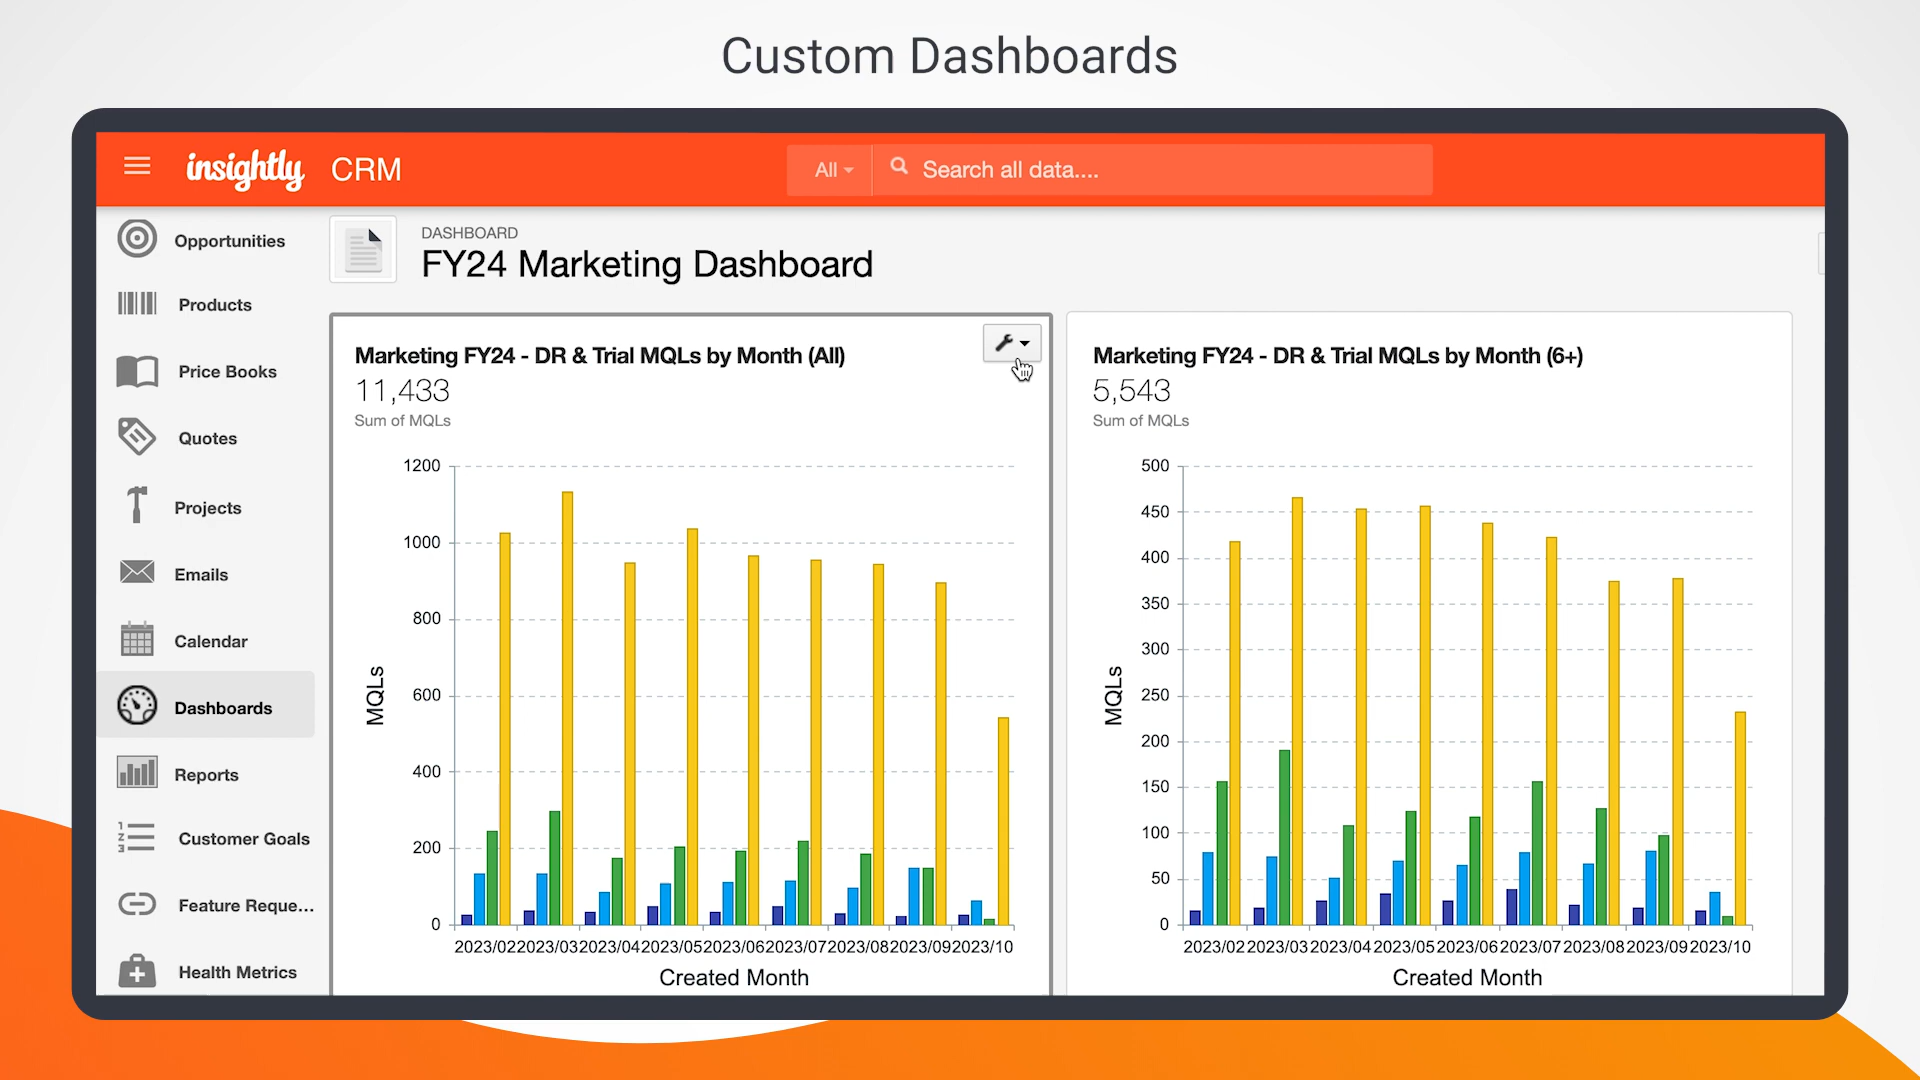 Custom Dashboards
insightly CRM
All
Search all data....
Opportunities
Products
Price Books
Quotes
Projects
Emails
Calendar
Dashboards
Reports
1
2
3
Customer Goals
Feature Reque...
Health Metrics
DASHBOARD
FY24 Marketing Dashboard
Marketing FY24 - DR & Trial MQLs by Month (All)
11,433
Sum of MQLs
1200
1000
800
600
400
200
0
MQLs
2023/02 2023/03 2023/04 2023/05 2023/06 2023/07 2023/08 2023/09 2023/10
Created Month
Marketing FY24 - DR & Trial MQLs by Month (6+)
5,543
Sum of MQLs
500
450
400
350
300
250
200
150
100
50
0
MQLs
2023/02 2023/03 2023/04 2023/05 2023/06 2023/07 2023/08 2023/09 2023/10
Created Month